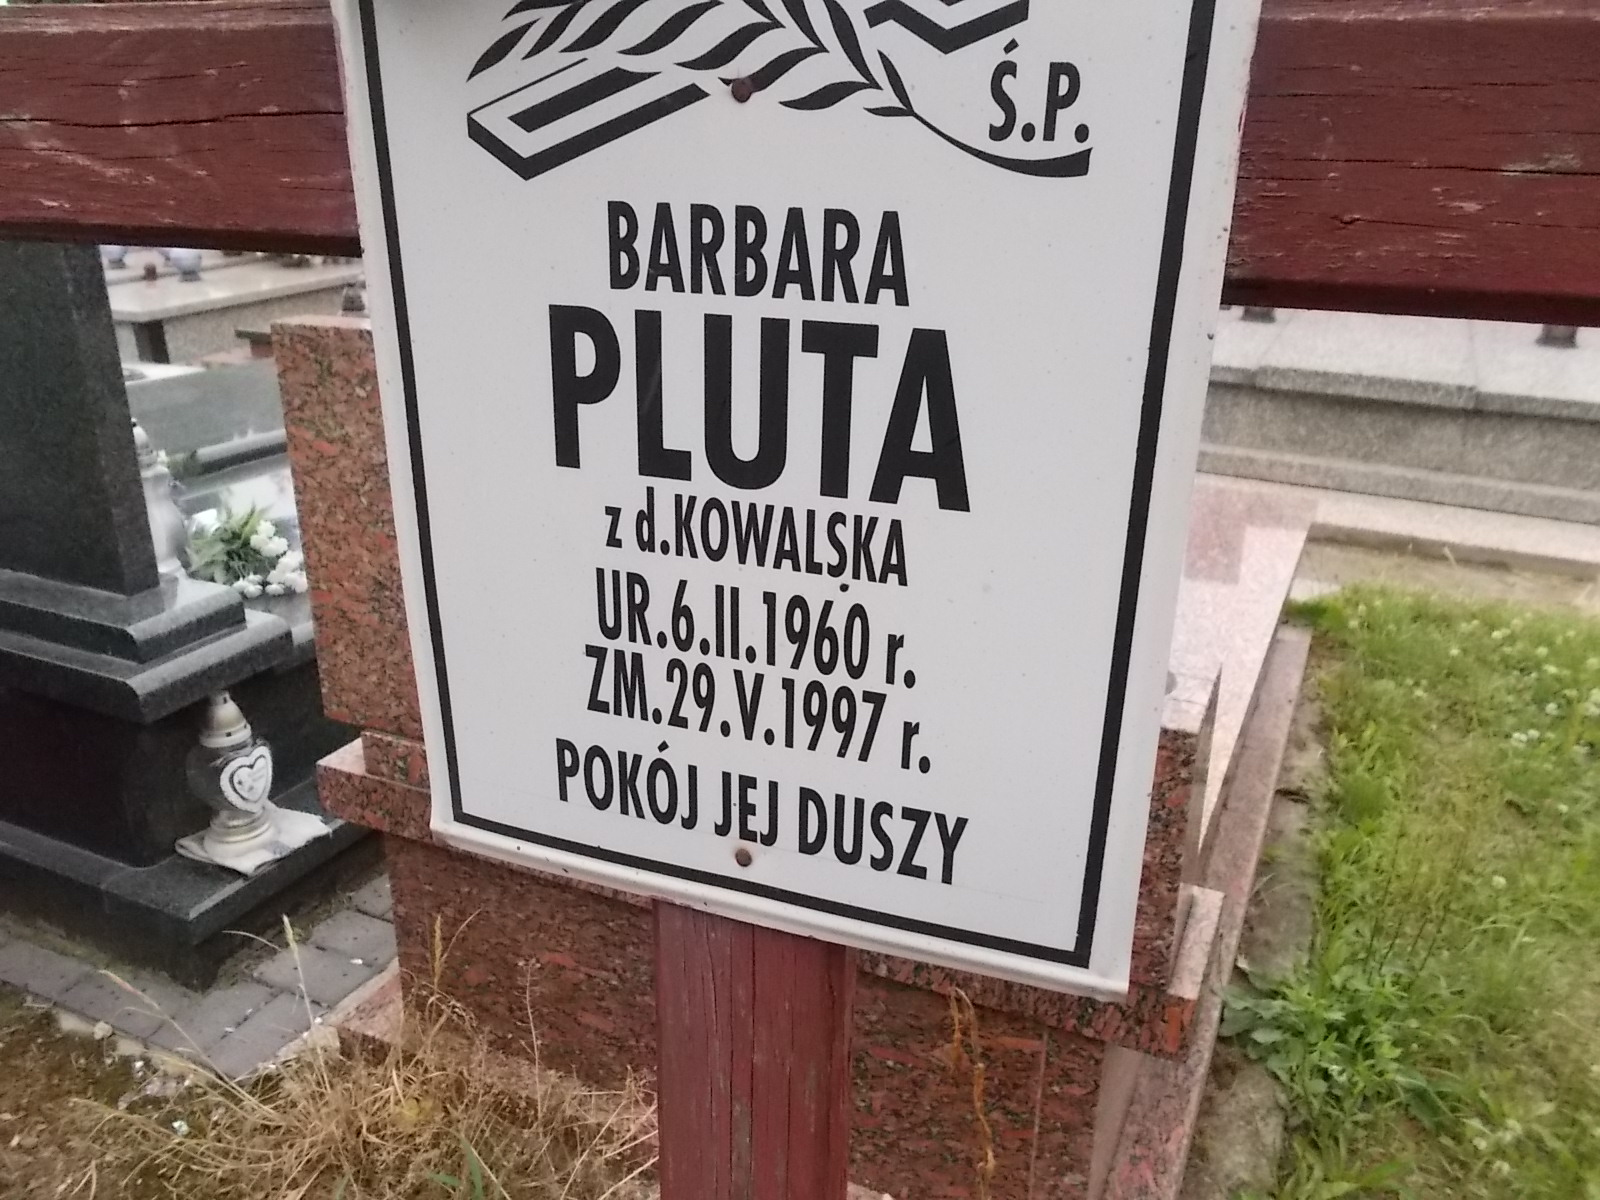 Ś.P.
BARBARA
PLUTA
z d.KOWALSKA
UR.6.II.1960 r.
ZM.29.V.1997 r.
POKÓJ JEJ DUSZY